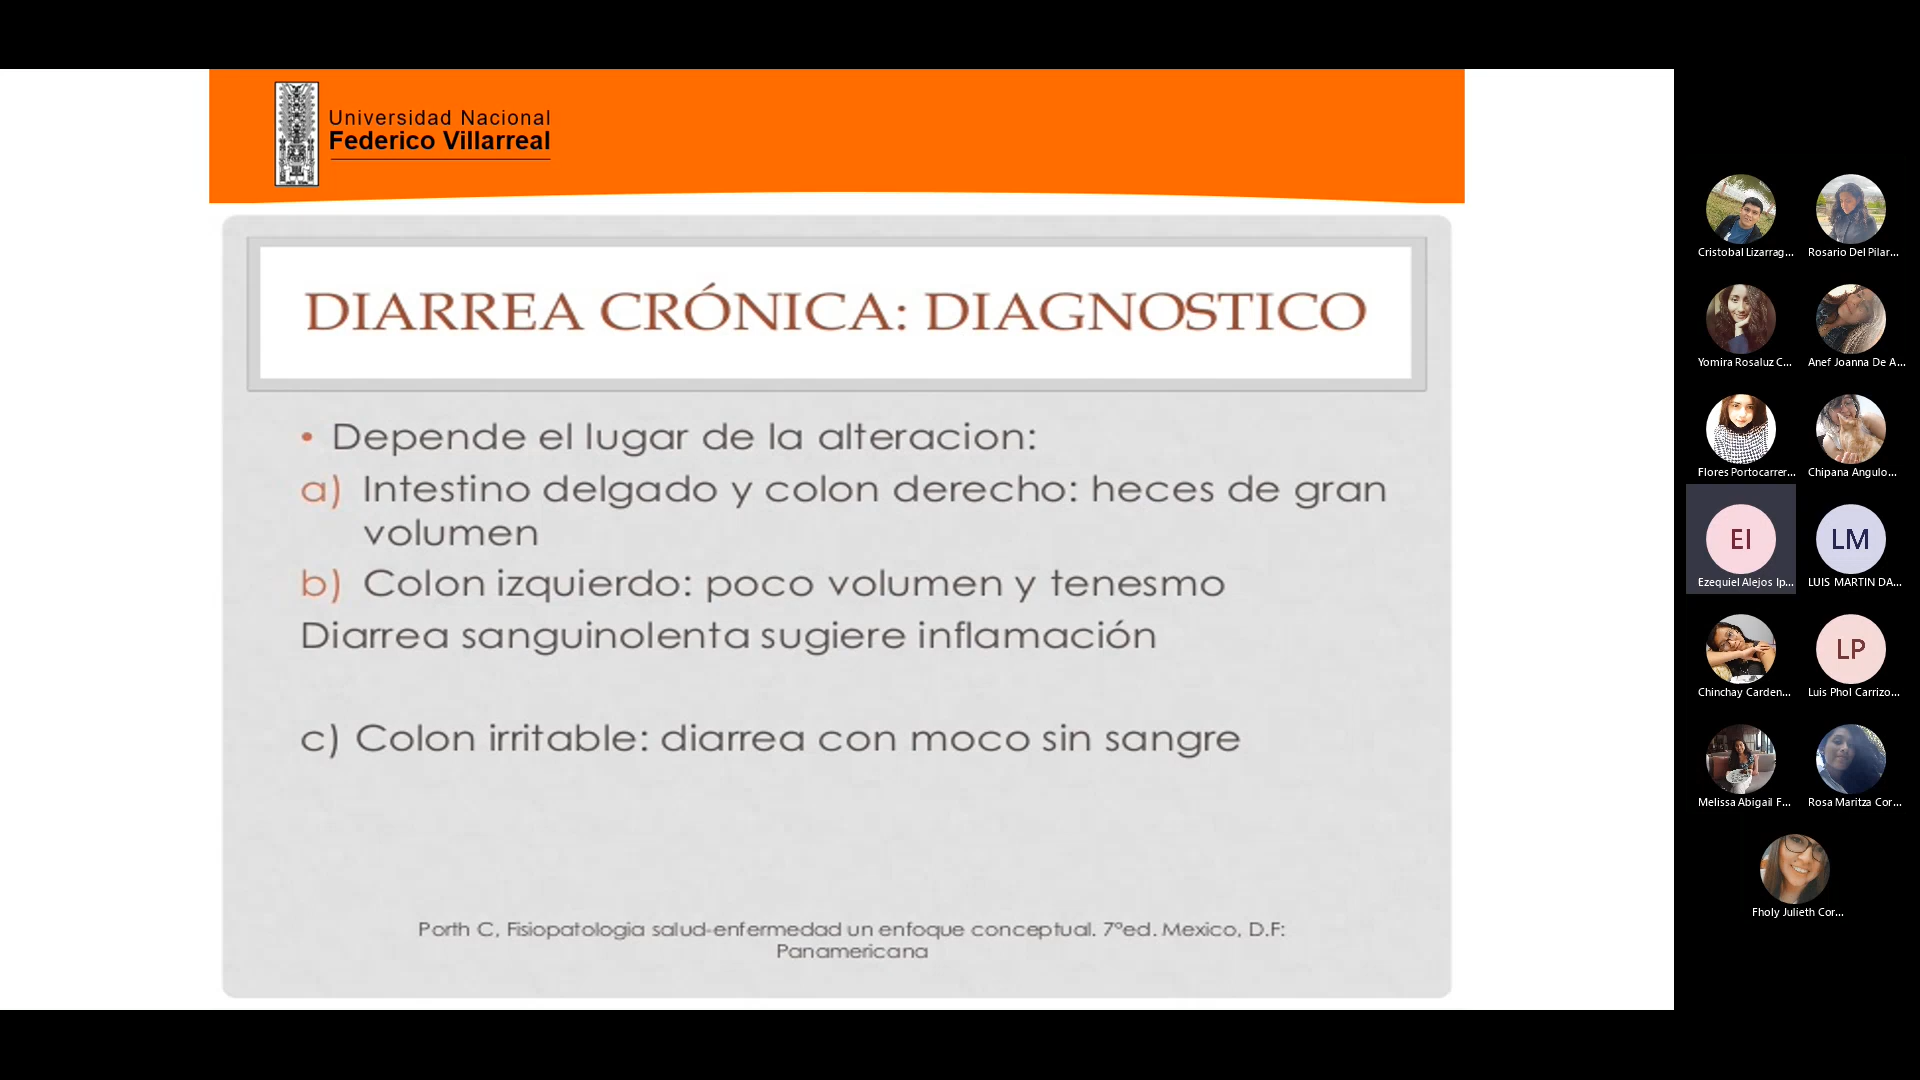 Universidad Nacional
Federico Villarreal
DIARREA CRÓNICA: DIAGNOSTICO
• Depende el lugar de la alteracion:
a) Intestino delgado y colon derecho: heces de gran
volumen
b) Colon izquierdo: poco volumen y tenesmo
Diarrea sanguinolenta sugiere inflamación
c) Colon irritable: diarrea con moco sin sangre
Porth C, Fisiopatologia salud-enfermedad un enfoque conceptual. 7°ed. Mexico, D.F:
Panamericana
Cristobal Lizarrag...
Rosario Del Pilar...
Yomira Rosaluz C...
Anef Joanna De A...
Flores Portocarrer...
Chipana Angulo...
EI
LM
Ezequiel Alejos Ip...
LUIS MARTIN DA...
LP
Chinchay Carden...
Luis Phol Carrizo...
Melissa Abigail F...
Rosa Maritza Cor...
Fholy Julieth Cor...